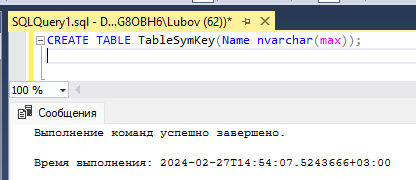 SQLQuery1.sql - D...G8OBH6\Lubov (62))*
CREATE TABLE TableSymKey(Name nvarchar(max));
100 %
Сообщения
Выполнение команд успешно завершено.
Время выполнения: 2024-02-27T14:54:07.5243666+03:00